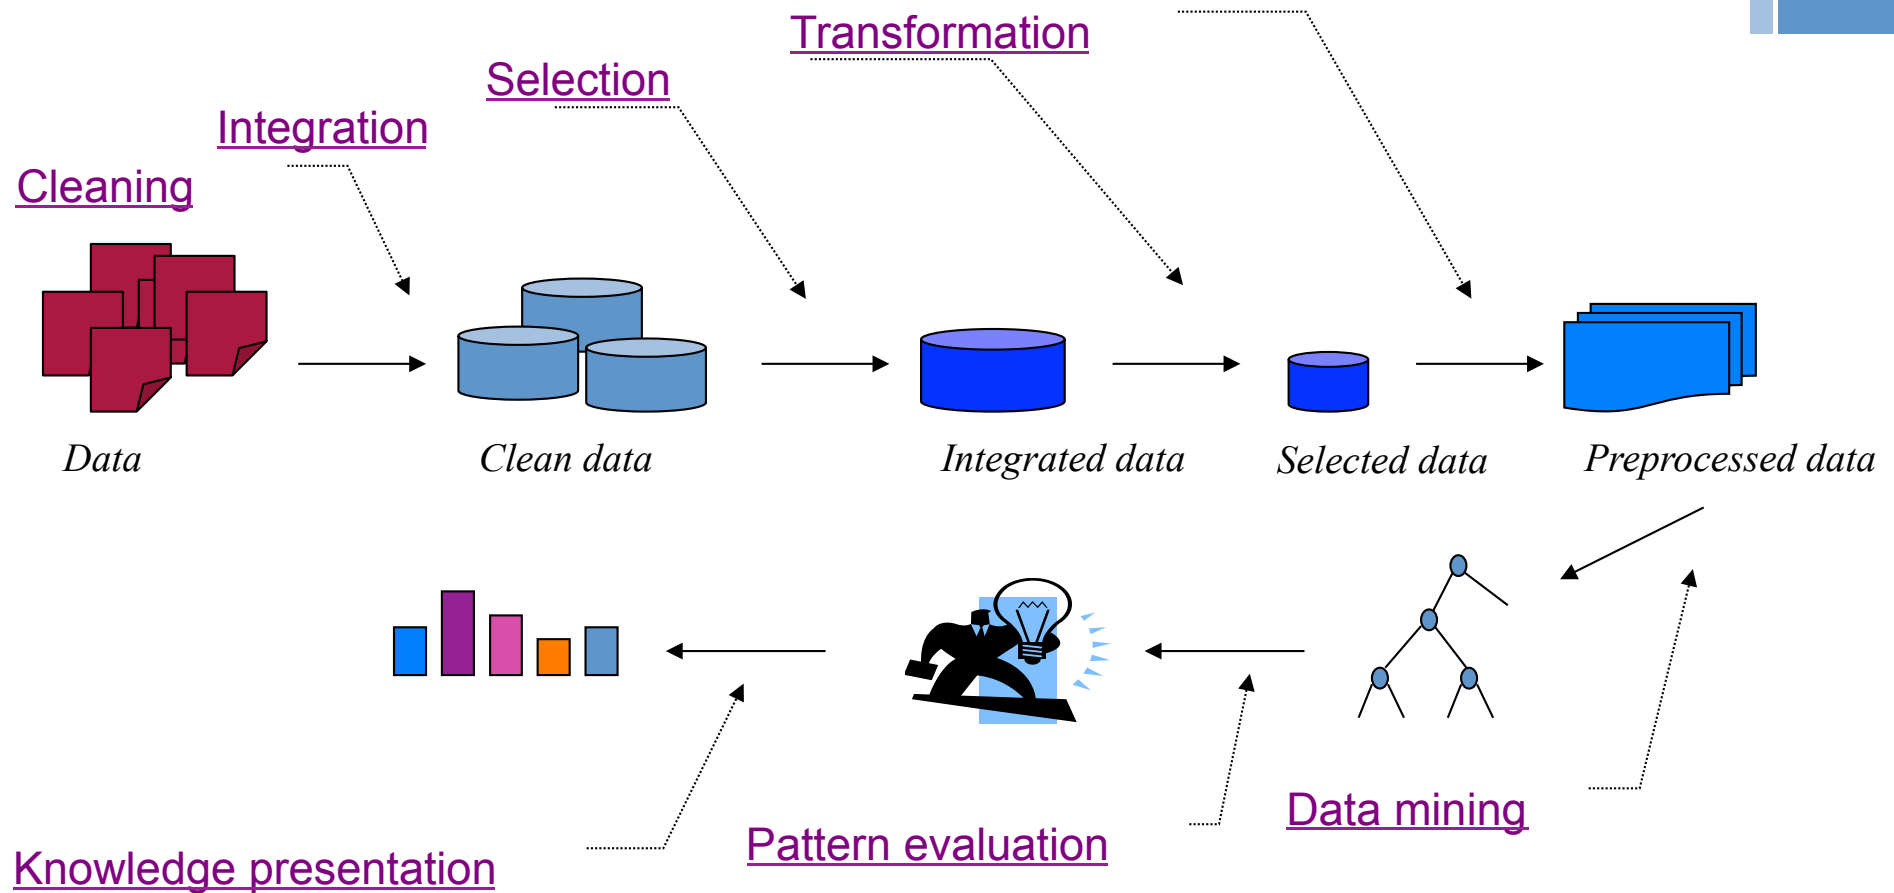 Transformation
Selection
Integration
Cleaning
Data
Clean data
Integrated data
Selected data
Preprocessed data
Data mining
Pattern evaluation
Knowledge presentation